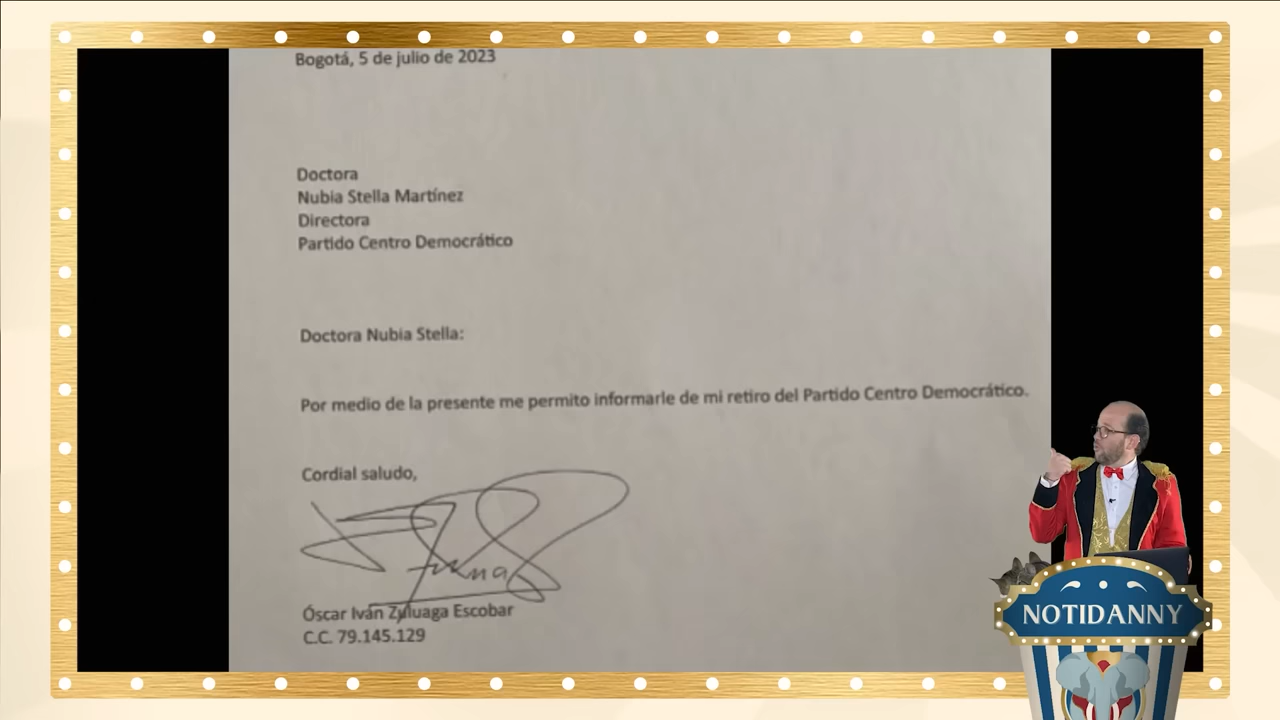 Bogotá, 5 de julio de 2023
Doctora
Nubia Stella Martínez
Directora
Partido Centro Democrático
Doctora Nubia Stella:
Por medio de la presente me permito informarle de mi retiro del Partido Centro Democrático.
Cordial saludo,
Óscar Iván Zuluaga Escobar
C.C. 79.145.129
NOTIDANNY